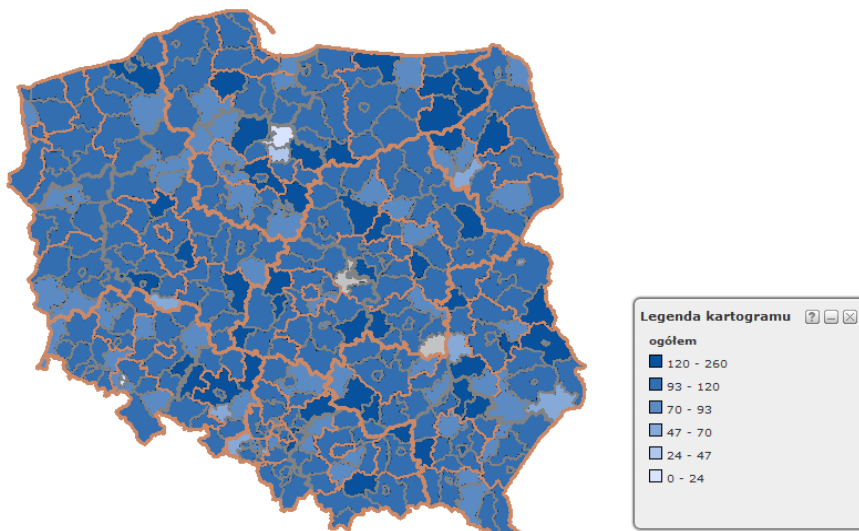 Legenda kartogramu ?
ogółem
120 - 260
93 - 120
70 - 93
47 - 70
24 - 47
0 - 24